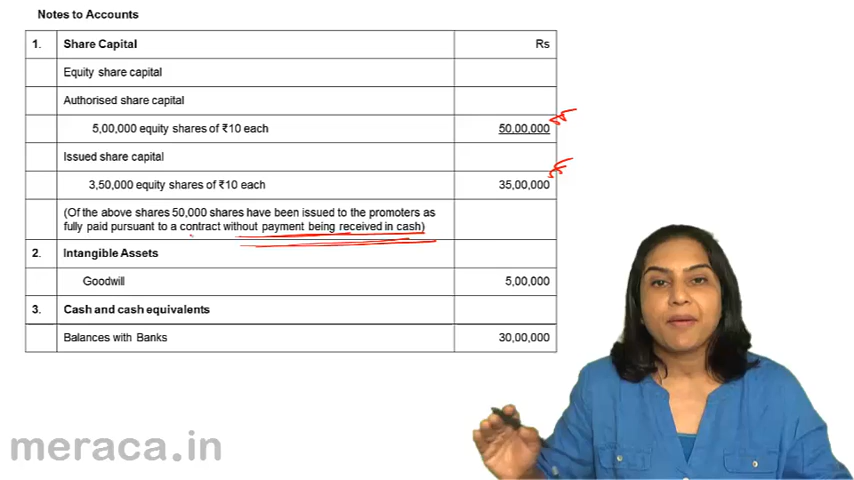 Notes to Accounts
1. Share Capital Rs
Equity share capital
Authorised share capital
5,00,000 equity shares of ₹10 each 50,00,000
Issued share capital
3,50,000 equity shares of ₹10 each 35,00,000
(Of the above shares 50,000 shares have been issued to the promoters as
fully paid pursuant to a contract without payment being received in cash)
2. Intangible Assets
Goodwill 5,00,000
3. Cash and cash equivalents
Balances with Banks 30,00,000
meraca.in